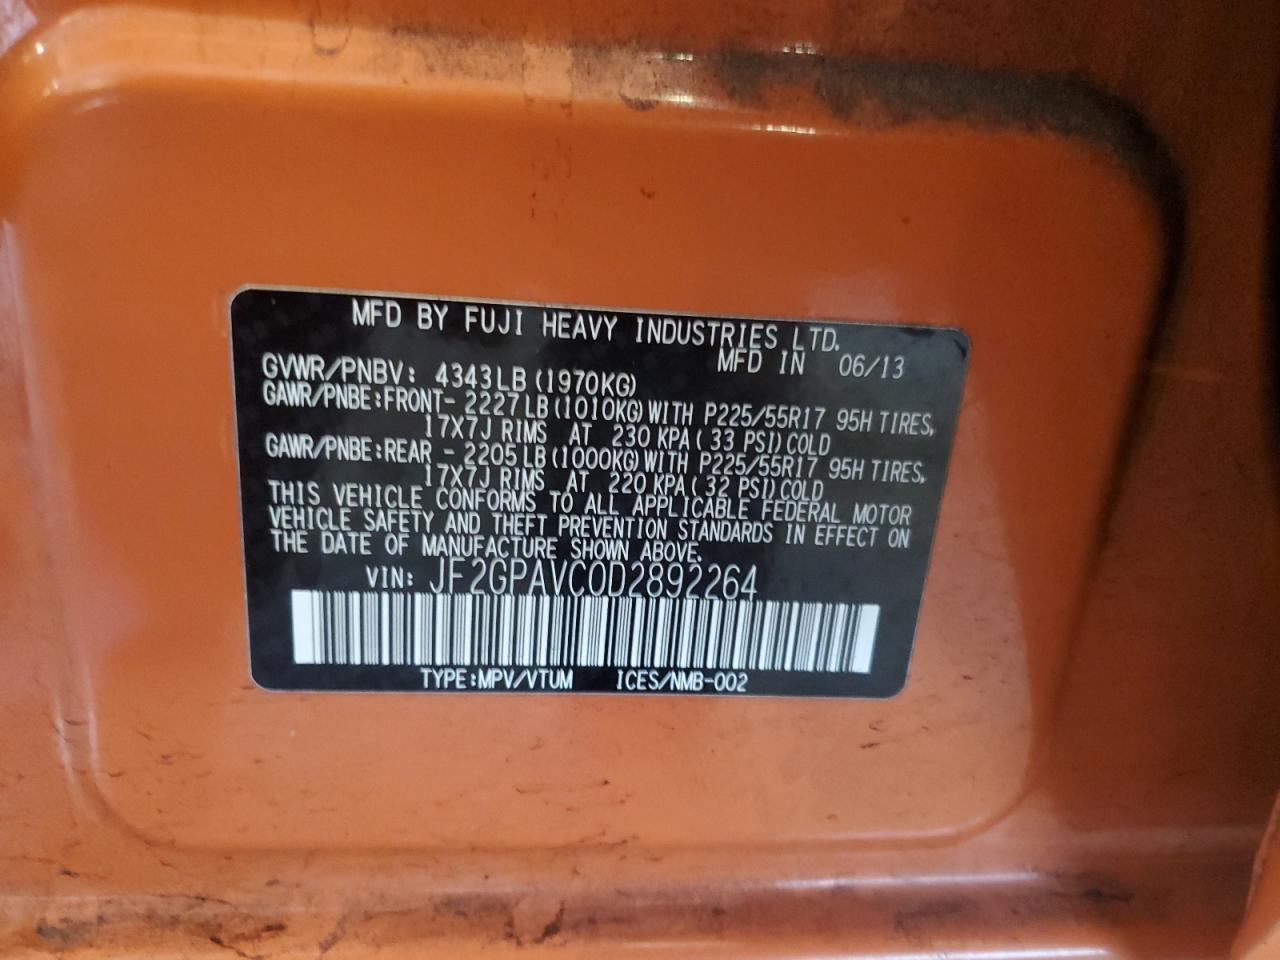 MFD BY FUJI HEAVY INDUSTRIES LTD.
MFD IN 06/13
GVWR/PNBV: 4343LB (1970KG)
GAWR/PNBE:FRONT- 2227LB (1010KG) WITH P225/55R17 95H TIRES,
17X7J RIMS AT 230 KPA ( 33 PSI) COLD
GAWR/PNBE:REAR - 2205LB (1000KG) WITH P225/55R17 95H TIRES,
17X7J RIMS AT 220 KPA ( 32 PSI) COLD
THIS VEHICLE CONFORMS TO ALL APPLICABLE FEDERAL MOTOR
VEHICLE SAFETY AND THEFT PREVENTION STANDARDS IN EFFECT ON
THE DATE OF MANUFACTURE SHOWN ABOVE.
VIN: JF2GPAVC0D2892264
TYPE:MPV/VTUM ICES/NMB-002